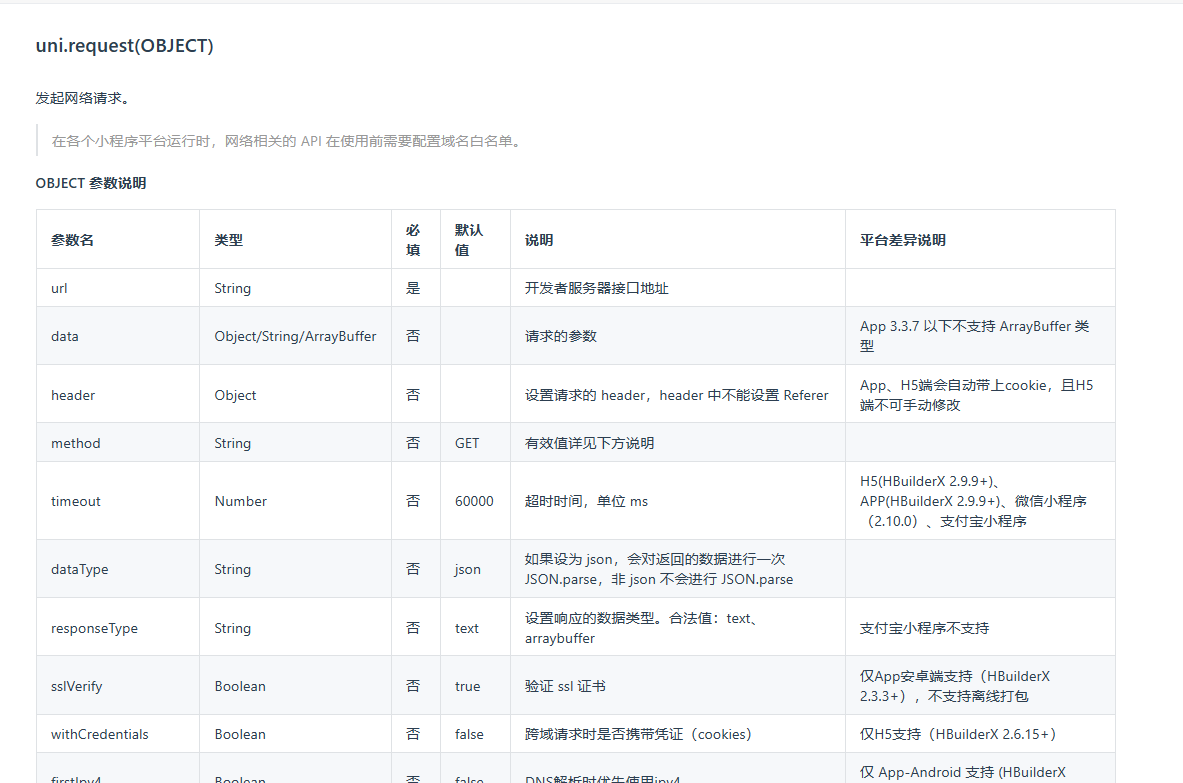 uni.request(OBJECT)
发起网络请求。
在各个小程序平台运行时，网络相关的 API 在使用前需要配置域名白名单。
OBJECT 参数说明
参数名 类型 必填 默认值 说明 平台差异说明
url String 是 开发者服务器接口地址
data Object/String/ArrayBuffer 否 请求的参数 App 3.3.7 以下不支持 ArrayBuffer 类型
header Object 否 设置请求的 header，header 中不能设置 Referer App、H5端会自动带上cookie，且H5端不可手动修改
method String 否 GET 有效值详见下方说明
timeout Number 否 60000 超时时间，单位 ms H5(HBuilderX 2.9.9+)、APP(HBuilderX 2.9.9+)、微信小程序（2.10.0）、支付宝小程序
dataType String 否 json 如果设为 json，会对返回的数据进行一次 JSON.parse，非 json 不会进行 JSON.parse
responseType String 否 text 设置响应的数据类型。合法值：text、arraybuffer 支付宝小程序不支持
sslVerify Boolean 否 true 验证 ssl 证书 仅App安卓端支持（HBuilderX 2.3.3+），不支持离线打包
withCredentials Boolean 否 false 跨域请求时是否携带凭证（cookies） 仅H5支持（HBuilderX 2.6.15+）
firstIpv4 Boolean 否 false DNS解析时优先使用ipv4 仅 App-Android 支持 (HBuilderX